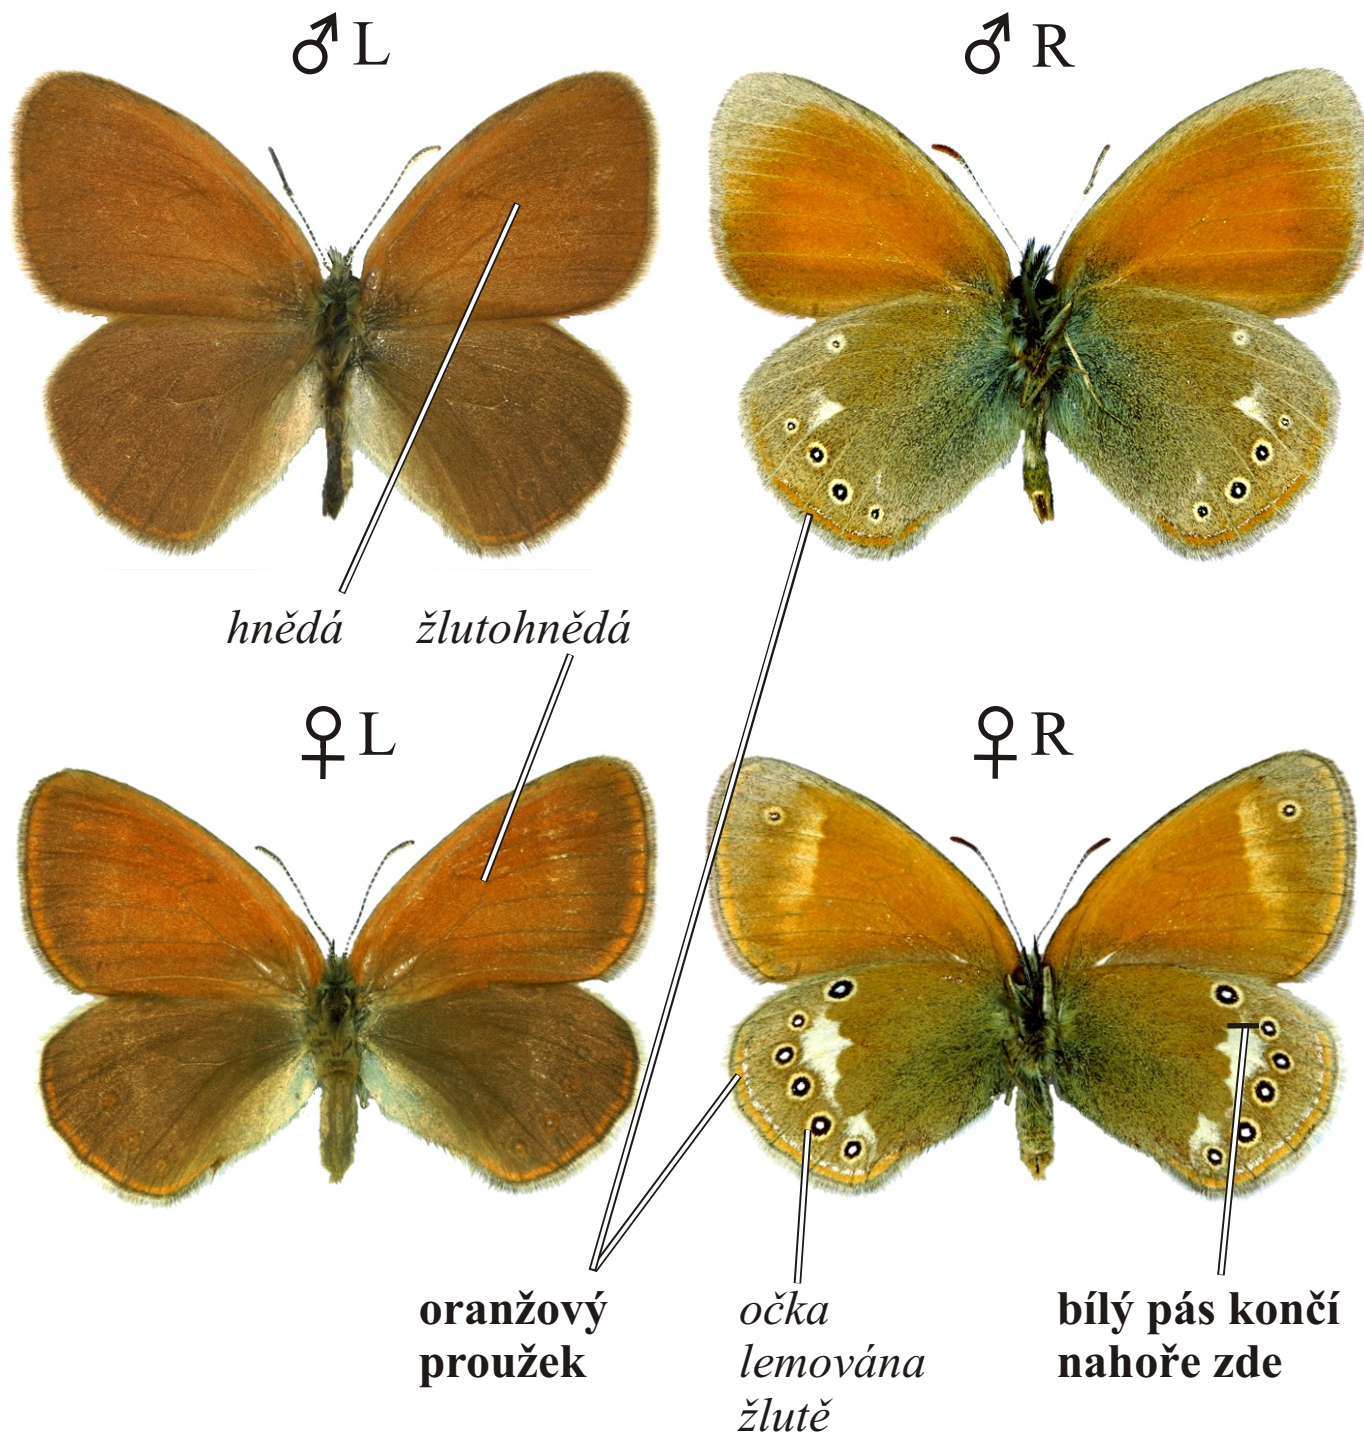 ♂ L
♂ R
hnědá
žlutohnědá
♀ L
♀ R
oranžový
proužek
očka
lemována
žlutě
bílý pás končí
nahoře zde